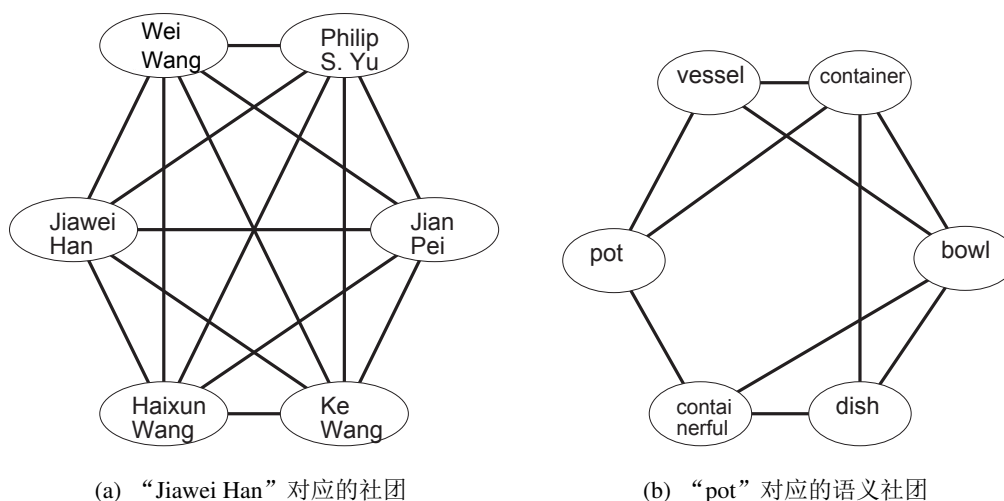 Wei
Wang
Philip
S. Yu
Jiawei
Han
Jian
Pei
Haixun
Wang
Ke
Wang
(a) “Jiawei Han”对应的社团
vessel
container
pot
bowl
contai
nerful
dish
(b) “pot”对应的语义社团